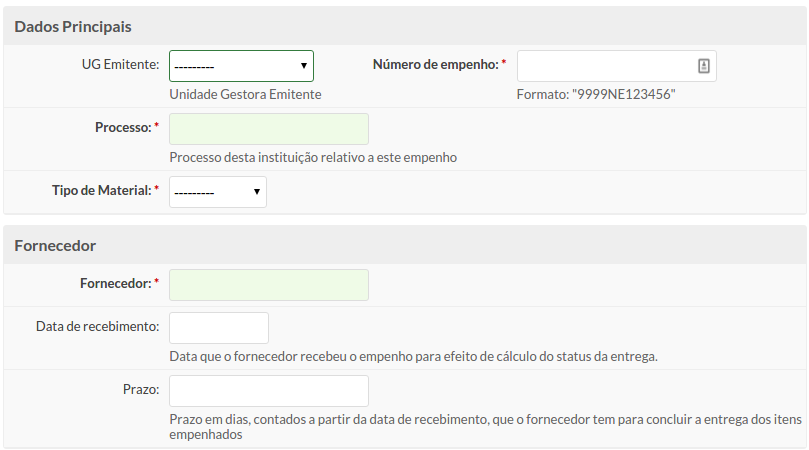 Dados Principais
UG Emitente: --------- Número de empenho: *
Unidade Gestora Emitente Formato: "9999NE123456"
Processo: *
Processo desta instituição relativo a este empenho
Tipo de Material: * ---------
Fornecedor
Fornecedor: *
Data de recebimento:
Data que o fornecedor recebeu o empenho para efeito de cálculo do status da entrega.
Prazo:
Prazo em dias, contados a partir da data de recebimento, que o fornecedor tem para concluir a entrega dos itens
empenhados